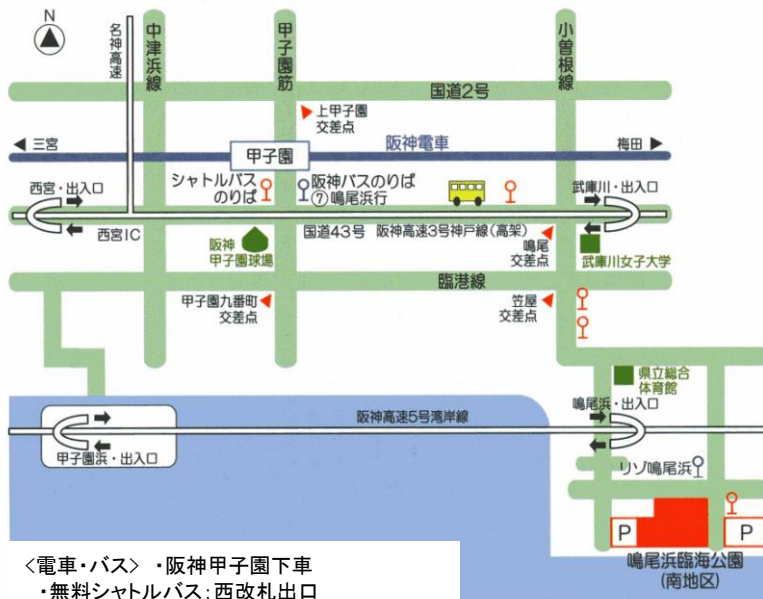 N
名神高速
中津浜線
甲子園筋
小曽根線
国道2号
上甲子園
交差点
三宮
阪神電車
梅田
甲子園
西宮・出入口
シャトルバス
のりば
阪神バスのりば
⑦鳴尾浜行
武庫川・出入口
西宮IC
国道43号
阪神高速3号神戸線(高架)
阪神
甲子園球場
鳴尾
交差点
武庫川女子大学
臨港線
甲子園九番町
交差点
笠屋
交差点
県立総合
体育館
阪神高速5号湾岸線
鳴尾浜・出入口
甲子園浜・出入口
リゾ鳴尾浜
P
P
鳴尾浜臨海公園
(南地区)
<電車・バス> ・阪神甲子園下車
・無料シャトルバス:西改札出口